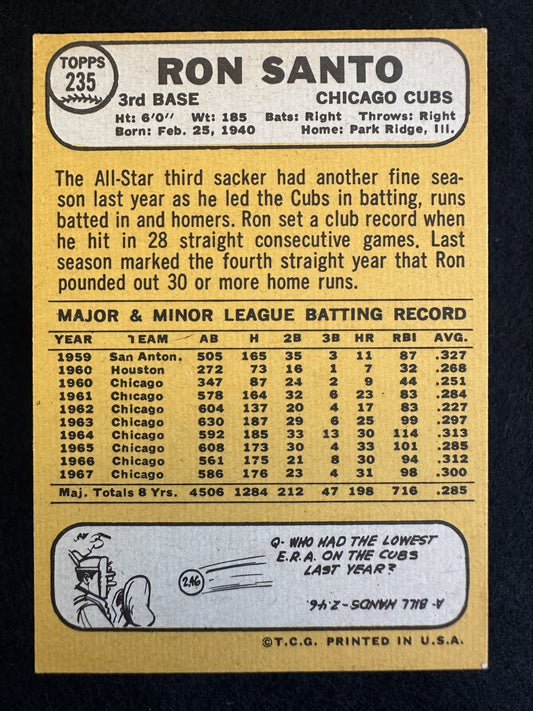 TOPPS
235
RON SANTO
3rd BASE CHICAGO CUBS
Ht: 6'0" Wt: 185 Bats: Right Throws: Right
Born: Feb. 25, 1940 Home: Park Ridge, Ill.
The All-Star third sacker had another fine sea-
son last year as he led the Cubs in batting, runs
batted in and homers. Ron set a club record when
he hit in 28 straight consecutive games. Last
season marked the fourth straight year that Ron
pounded out 30 or more home runs.
MAJOR & MINOR LEAGUE BATTING RECORD
YEAR TEAM AB H 2B 3B HR RBI AVG.
1959 San Anton. 505 165 35 3 11 87 .327
1960 Houston 272 73 16 1 7 32 .268
1960 Chicago 347 87 24 2 9 44 .251
1961 Chicago 578 164 32 6 23 83 .284
1962 Chicago 604 137 20 4 17 83 .227
1963 Chicago 630 187 29 6 25 99 .297
1964 Chicago 592 185 33 13 30 114 .313
1965 Chicago 608 173 30 4 33 101 .285
1966 Chicago 561 175 21 8 30 94 .312
1967 Chicago 586 176 23 4 31 98 .300
Maj. Totals 8 Yrs. 4506 1284 212 47 198 716 .285
Q- WHO HAD THE LOWEST
E.R.A. ON THE CUBS
LAST YEAR?
2.46
A- BILL HANDS-2.46.
©T.C.G. PRINTED IN U.S.A.